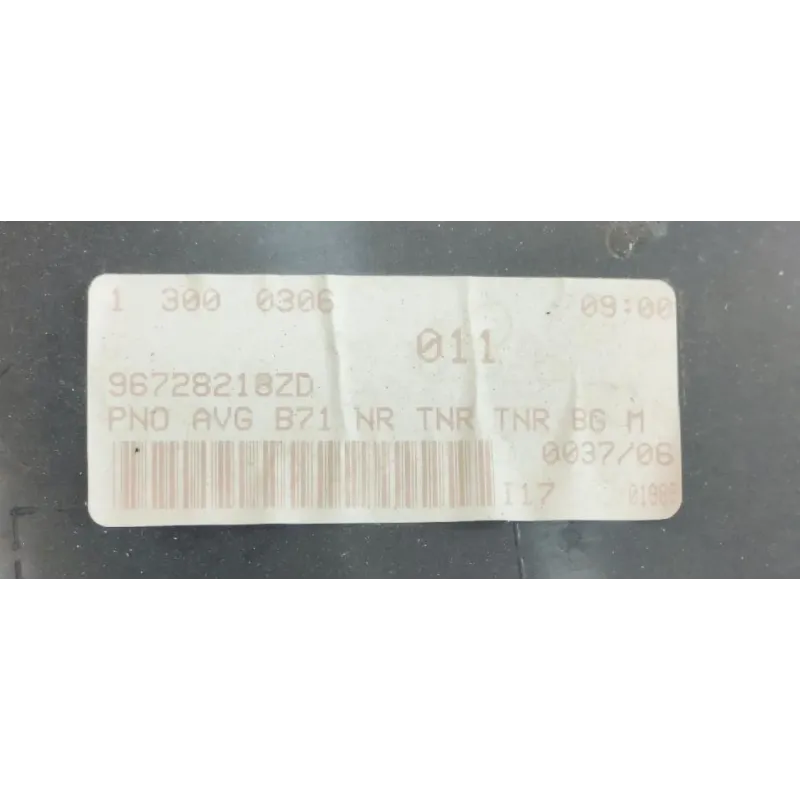 1 300 0306 09:00
011
96728218ZD
PNO AVG B71 NR TNR TNR BG M
0037/06
I17